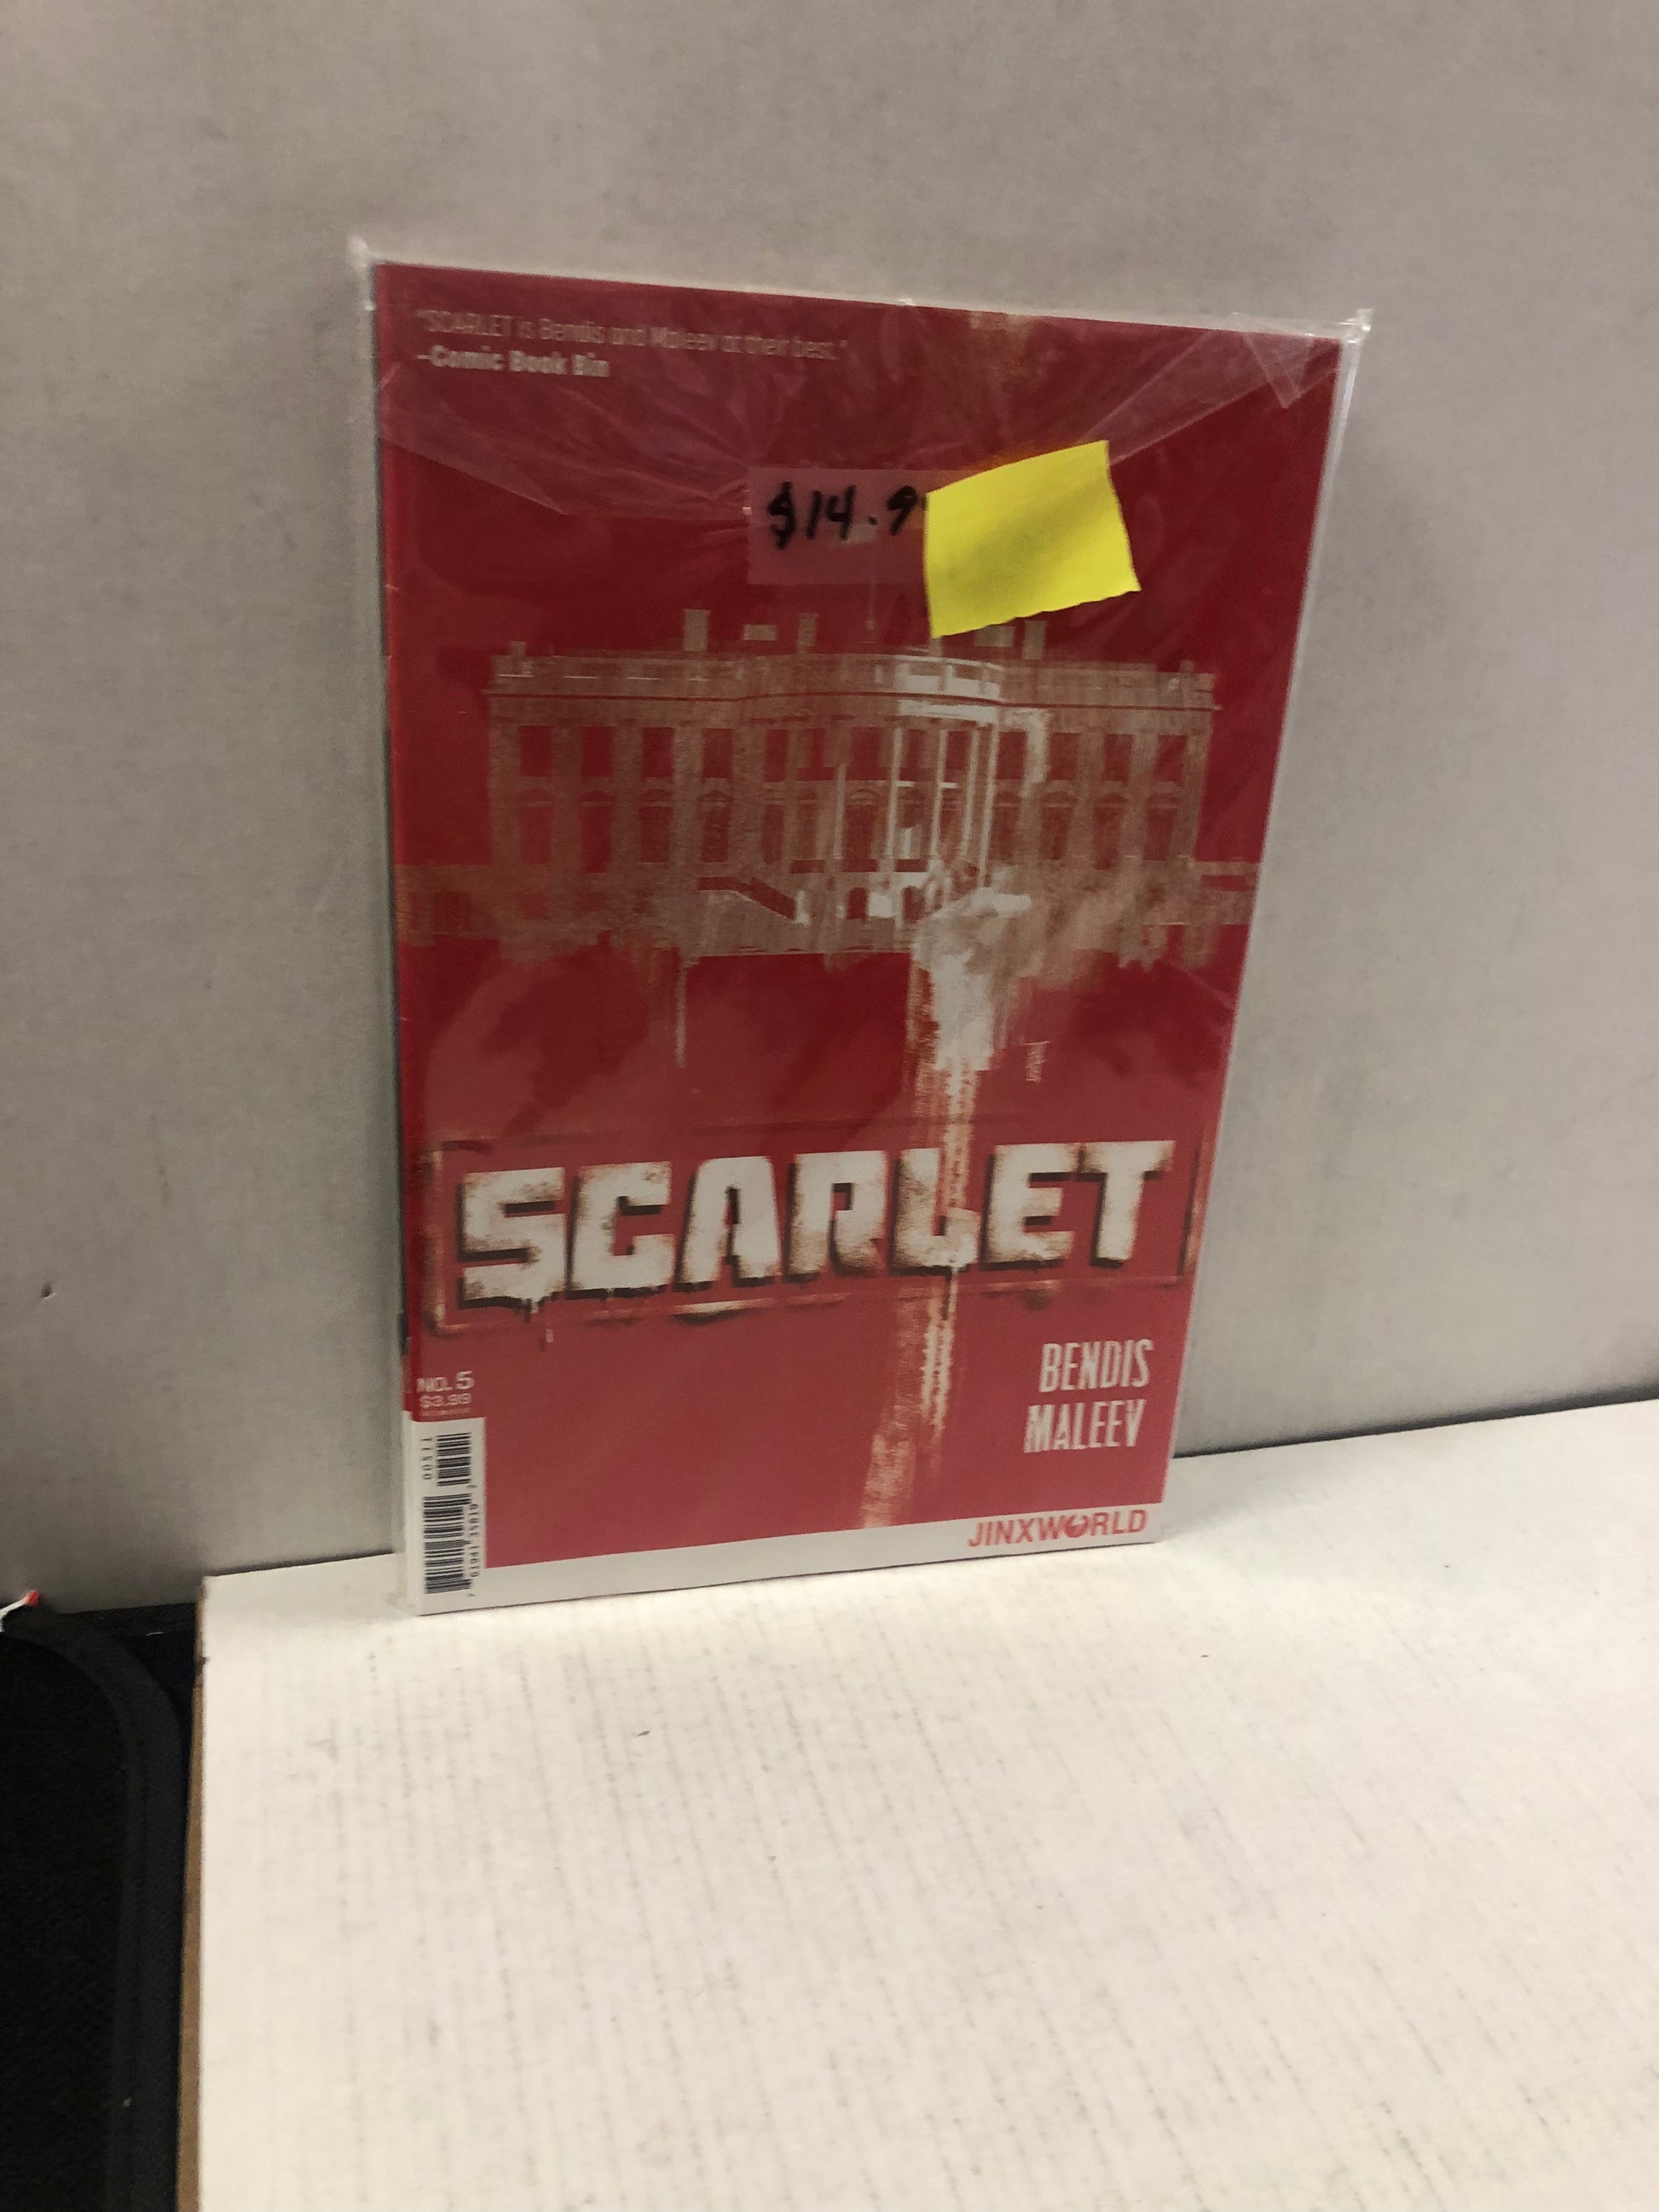 "SCARLET is Bendis and Maleev at their best."
–Comic Book Bin
$14.9
SCARLET
BENDIS
MALEEV
NO. 5
$3.99
00511
JINXWORLD